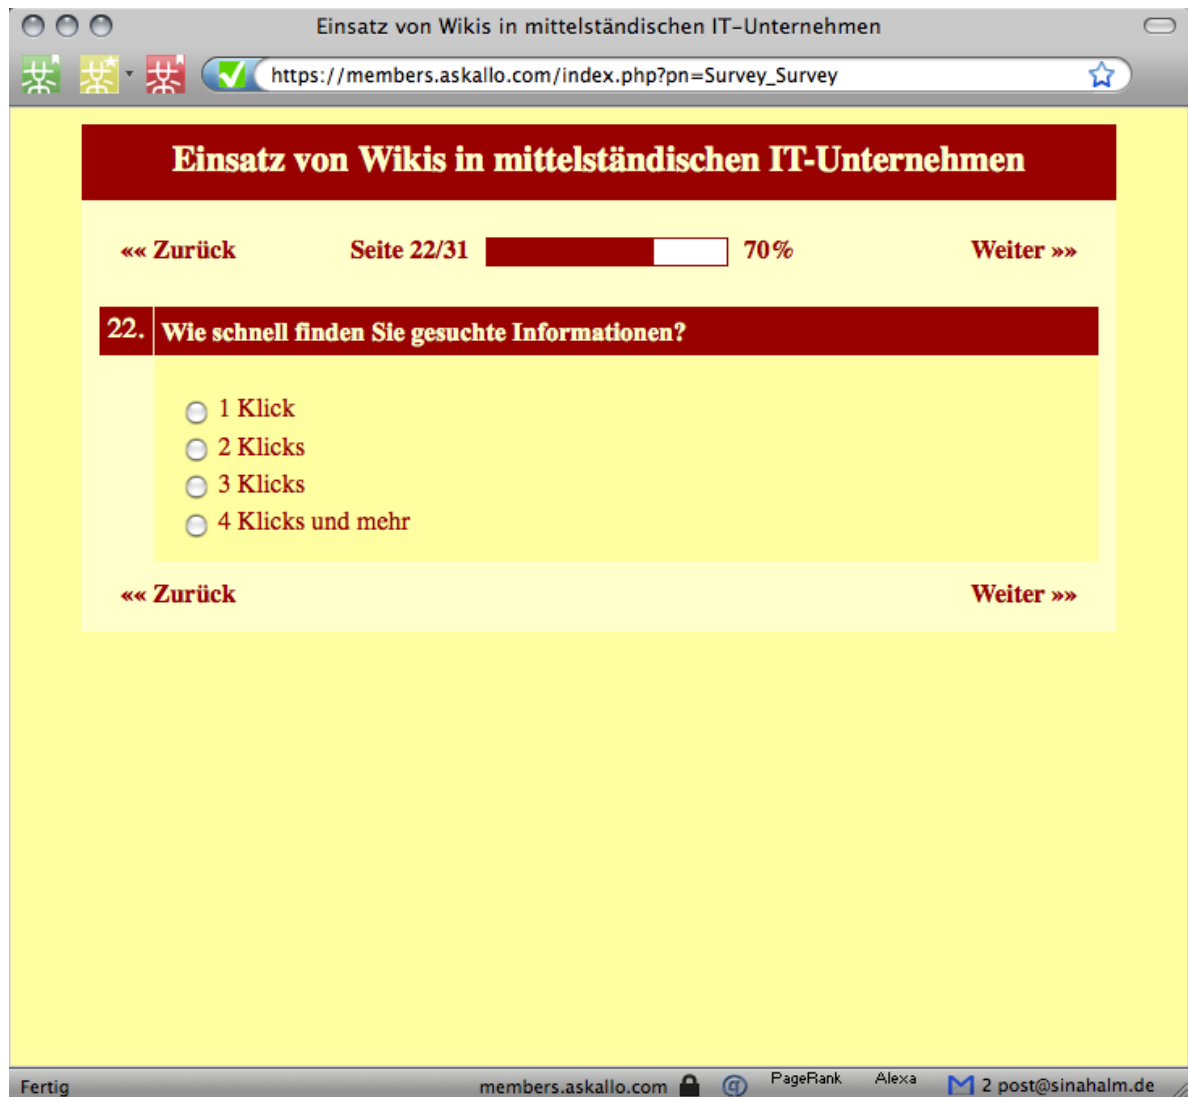 Einsatz von Wikis in mittelständischen IT-Unternehmen
https://members.askallo.com/index.php?pn=Survey_Survey
Einsatz von Wikis in mittelständischen IT-Unternehmen
«« Zurück Seite 22/31 70% Weiter »»
22. Wie schnell finden Sie gesuchte Informationen?
1 Klick
2 Klicks
3 Klicks
4 Klicks und mehr
«« Zurück Weiter »»
Fertig members.askallo.com @ PageRank Alexa 2 post@sinahalm.de